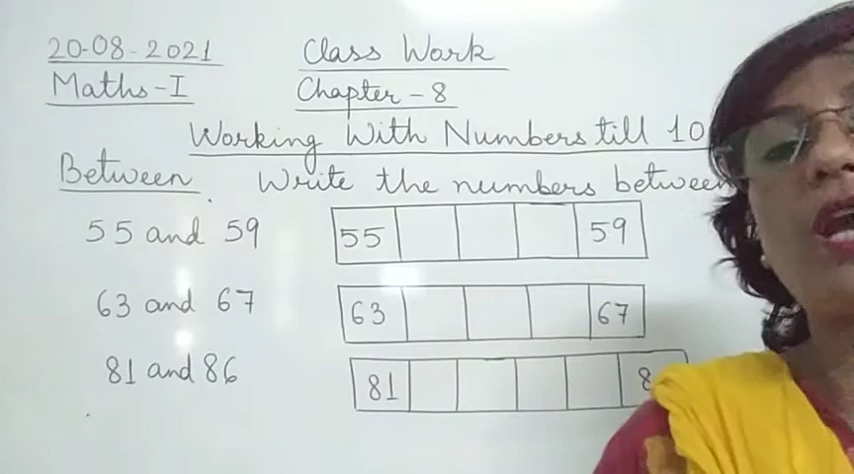 20-08-2021 Class Work
Maths-I Chapter-8
Working With Numbers till 10
Between Write the numbers between
55 and 59 55 59
63 and 67 63 67
81 and 86 81 8